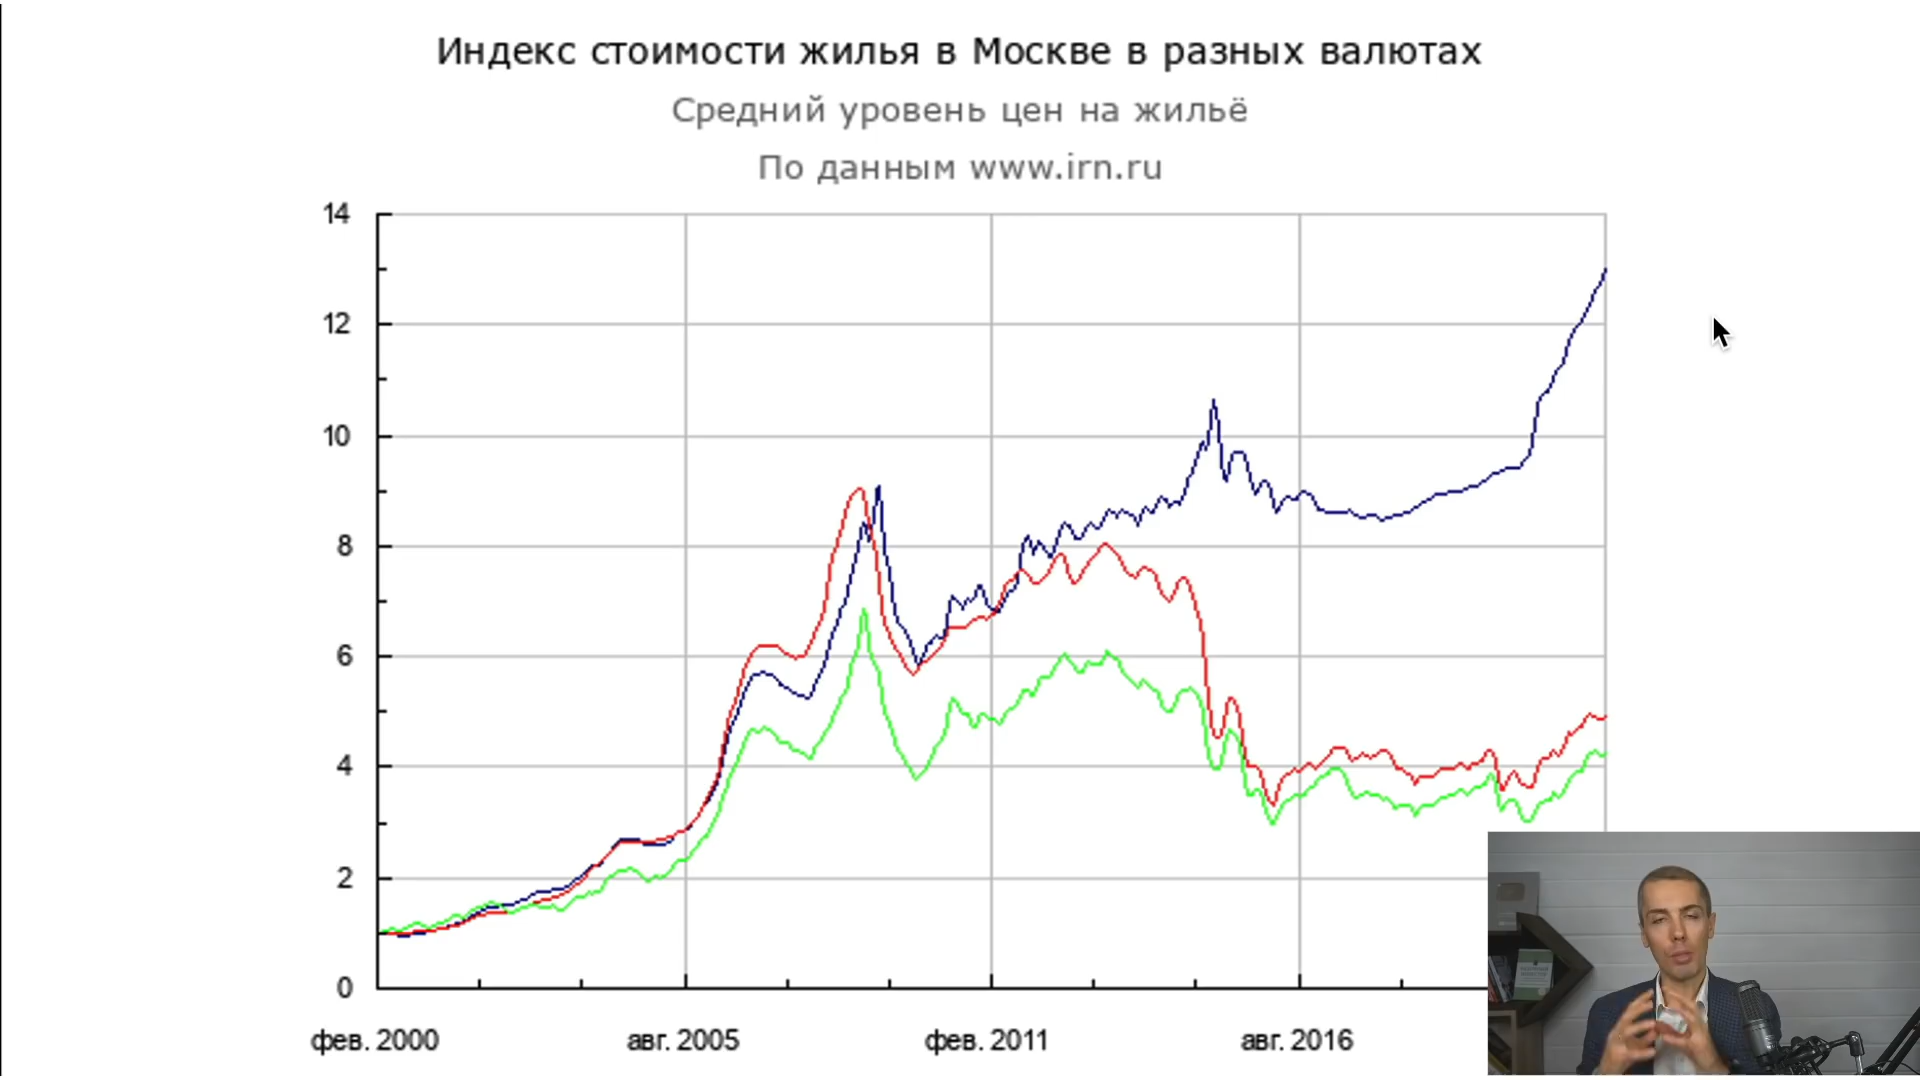 Индекс стоимости жилья в Москве в разных валютах
Средний уровень цен на жильё
По данным www.irn.ru
14
12
10
8
6
4
2
0
фев. 2000
авг. 2005
фев. 2011
авг. 2016